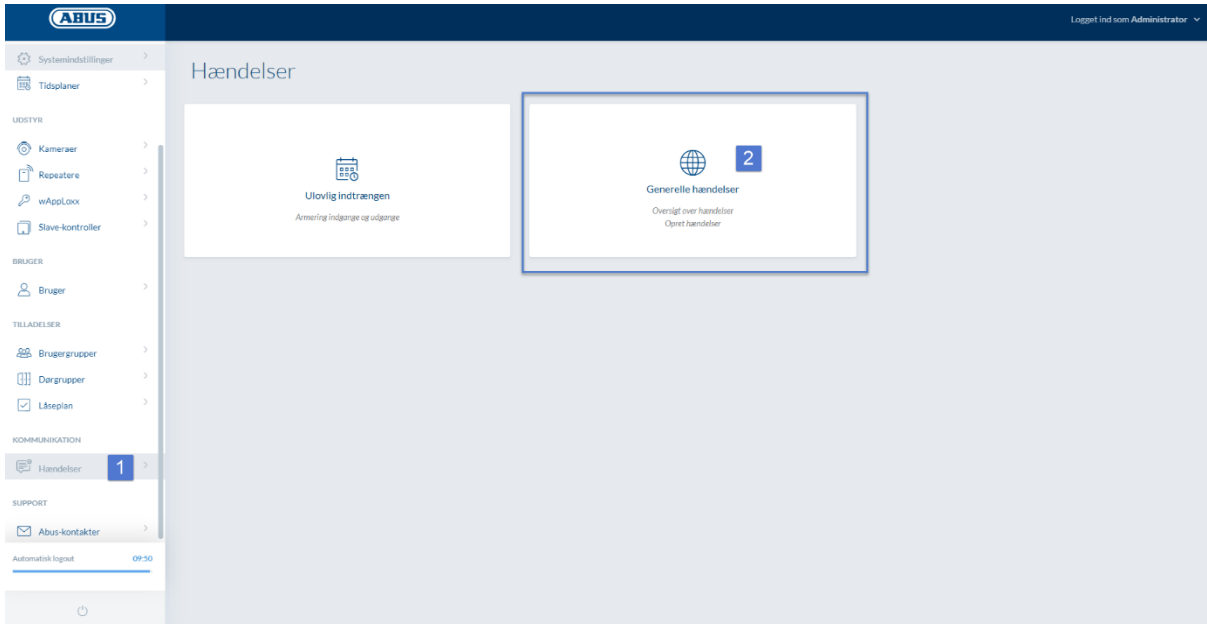 ABUS
Logget ind som Administrator
Systemindstillinger
Tidsplaner
UDSTYR
Kameraer
Repeatere
wAppLoxx
Slave-kontroller
BRUGER
Bruger
TILLADELSER
Brugergrupper
Dørgrupper
Låseplan
KOMMUNIKATION
Hændelser 1
SUPPORT
Abus-kontakter
Automatisk logout 09:50
Hændelser
Ulovlig indtrængen
Armering indgange og udgange
2
Generelle hændelser
Oversigt over hændelser
Opret hændelser